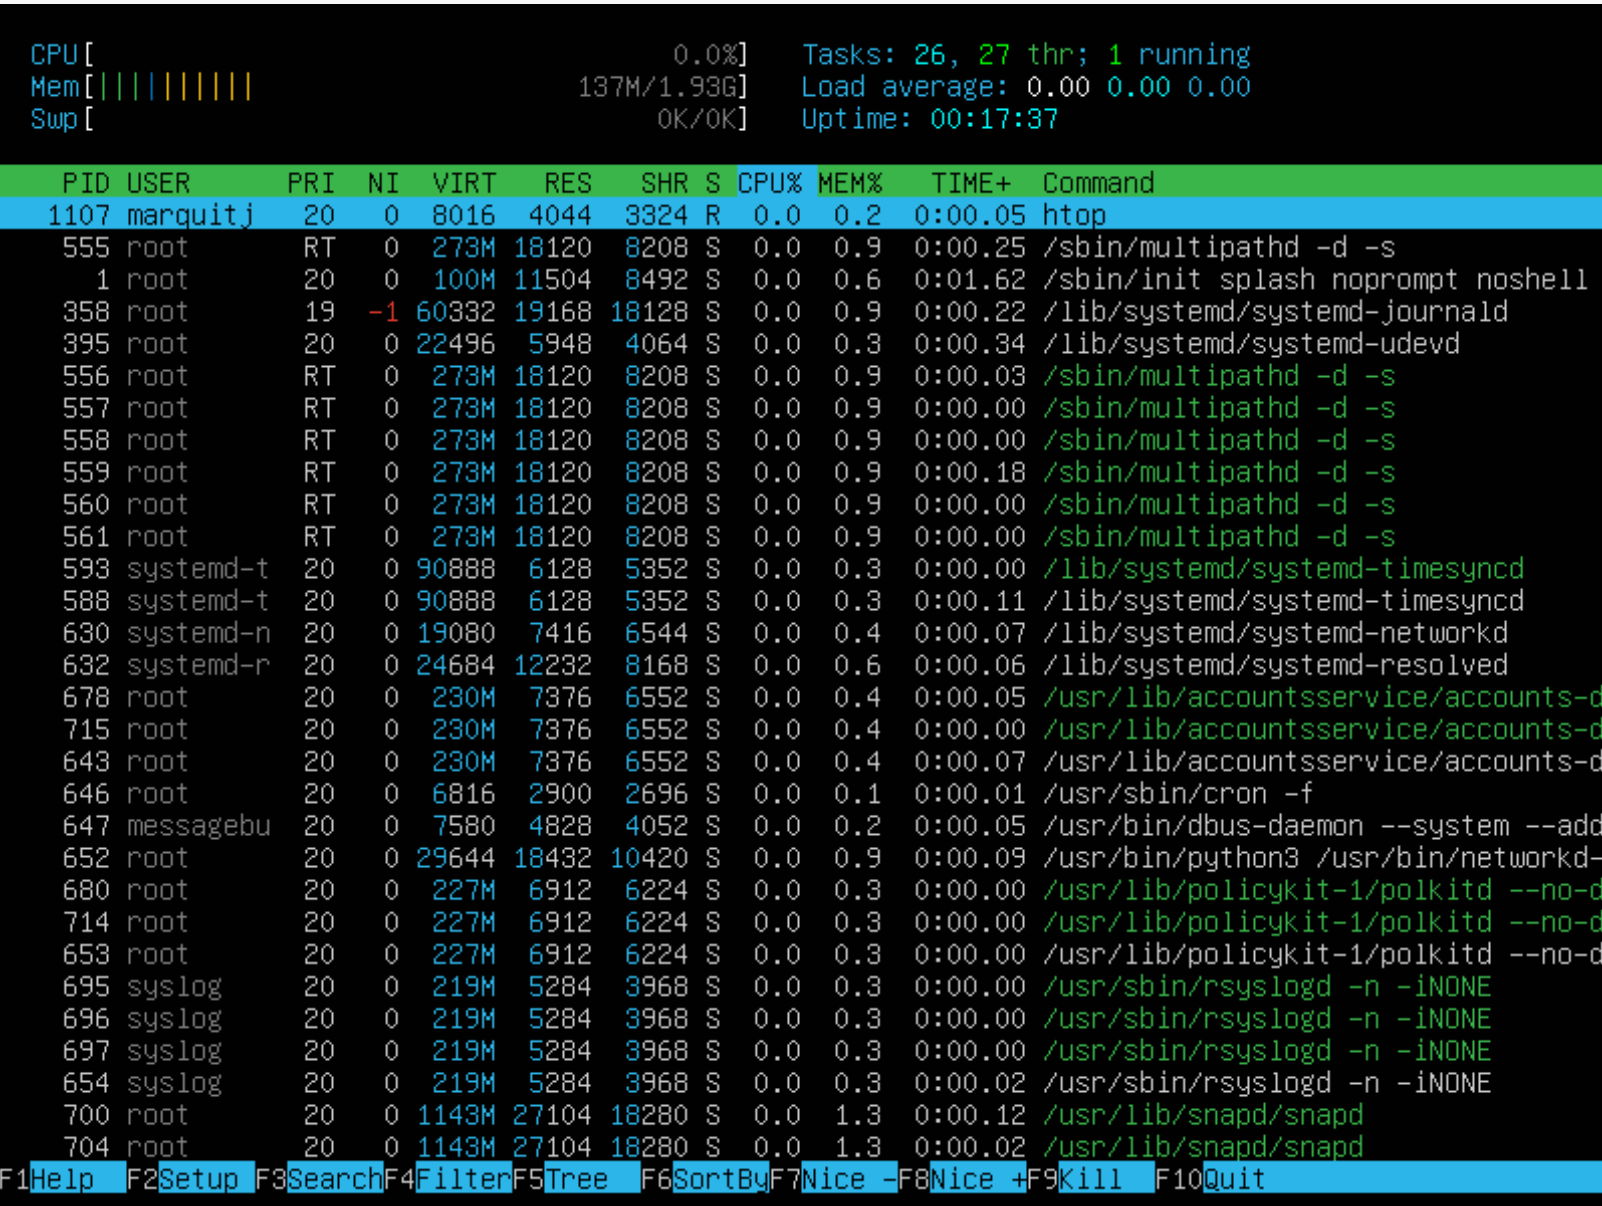 CPU[ 0.0%] Tasks: 26, 27 thr; 1 running
Mem[|||||||||| 137M/1.93G] Load average: 0.00 0.00 0.00
Swp[ 0K/0K] Uptime: 00:17:37
PID USER PRI NI VIRT RES SHR S CPU% MEM% TIME+ Command
1107 marquitj 20 0 8016 4044 3324 R 0.0 0.2 0:00.05 htop
555 root RT 0 273M 18120 8208 S 0.0 0.9 0:00.25 /sbin/multipathd -d -s
1 root 20 0 100M 11504 8492 S 0.0 0.6 0:01.62 /sbin/init splash noprompt noshell
358 root 19 -1 60332 19168 18128 S 0.0 0.9 0:00.22 /lib/systemd/systemd-journald
395 root 20 0 22496 5948 4064 S 0.0 0.3 0:00.34 /lib/systemd/systemd-udevd
556 root RT 0 273M 18120 8208 S 0.0 0.9 0:00.03 /sbin/multipathd -d -s
557 root RT 0 273M 18120 8208 S 0.0 0.9 0:00.00 /sbin/multipathd -d -s
558 root RT 0 273M 18120 8208 S 0.0 0.9 0:00.00 /sbin/multipathd -d -s
559 root RT 0 273M 18120 8208 S 0.0 0.9 0:00.18 /sbin/multipathd -d -s
560 root RT 0 273M 18120 8208 S 0.0 0.9 0:00.00 /sbin/multipathd -d -s
561 root RT 0 273M 18120 8208 S 0.0 0.9 0:00.00 /sbin/multipathd -d -s
593 systemd-t 20 0 90888 6128 5352 S 0.0 0.3 0:00.00 /lib/systemd/systemd-timesyncd
588 systemd-t 20 0 90888 6128 5352 S 0.0 0.3 0:00.11 /lib/systemd/systemd-timesyncd
630 systemd-n 20 0 19080 7416 6544 S 0.0 0.4 0:00.07 /lib/systemd/systemd-networkd
632 systemd-r 20 0 24684 12232 8168 S 0.0 0.6 0:00.06 /lib/systemd/systemd-resolved
678 root 20 0 230M 7376 6552 S 0.0 0.4 0:00.05 /usr/lib/accountsservice/accounts-d
715 root 20 0 230M 7376 6552 S 0.0 0.4 0:00.00 /usr/lib/accountsservice/accounts-d
643 root 20 0 230M 7376 6552 S 0.0 0.4 0:00.07 /usr/lib/accountsservice/accounts-d
646 root 20 0 6816 2900 2696 S 0.0 0.1 0:00.01 /usr/sbin/cron -f
647 messagebu 20 0 7580 4828 4052 S 0.0 0.2 0:00.05 /usr/bin/dbus-daemon --system --add
652 root 20 0 29644 18432 10420 S 0.0 0.9 0:00.09 /usr/bin/python3 /usr/bin/networkd-
680 root 20 0 227M 6912 6224 S 0.0 0.3 0:00.00 /usr/lib/policykit-1/polkitd --no-d
714 root 20 0 227M 6912 6224 S 0.0 0.3 0:00.00 /usr/lib/policykit-1/polkitd --no-d
653 root 20 0 227M 6912 6224 S 0.0 0.3 0:00.03 /usr/lib/policykit-1/polkitd --no-d
695 syslog 20 0 219M 5284 3968 S 0.0 0.3 0:00.00 /usr/sbin/rsyslogd -n -iNONE
696 syslog 20 0 219M 5284 3968 S 0.0 0.3 0:00.00 /usr/sbin/rsyslogd -n -iNONE
697 syslog 20 0 219M 5284 3968 S 0.0 0.3 0:00.00 /usr/sbin/rsyslogd -n -iNONE
654 syslog 20 0 219M 5284 3968 S 0.0 0.3 0:00.02 /usr/sbin/rsyslogd -n -iNONE
700 root 20 0 1143M 27104 18280 S 0.0 1.3 0:00.12 /usr/lib/snapd/snapd
704 root 20 0 1143M 27104 18280 S 0.0 1.3 0:00.02 /usr/lib/snapd/snapd
F1Help F2Setup F3SearchF4FilterF5Tree F6SortByF7Nice -F8Nice +F9Kill F10Quit